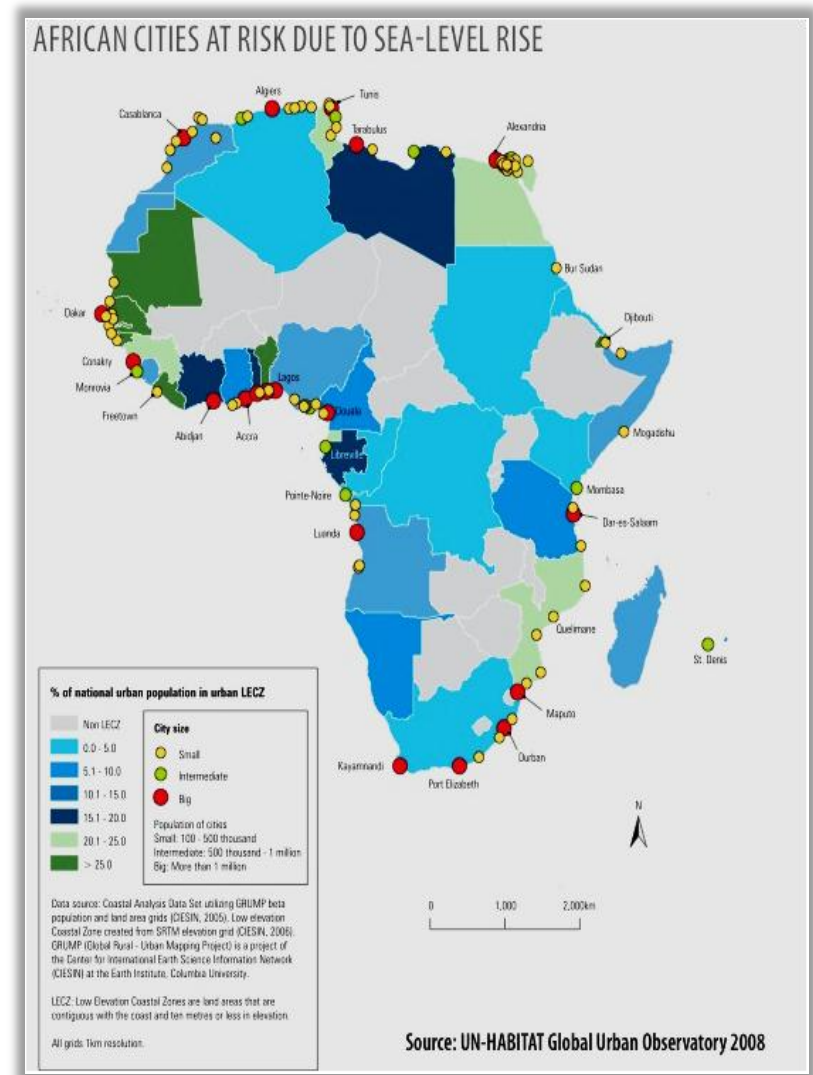 AFRICAN CITIES AT RISK DUE TO SEA-LEVEL RISE
Algiers
Tunis
Casablanca
Tarabulus
Alexandria
Bur Sudan
Dakar
Djibouti
Conakry
Lagos
Monrovia
Douala
Freetown
Abidjan
Accra
Mogadishu
Libreville
Pointe-Noire
Mombasa
Dar-es-Salaam
Luanda
Quelimane
St. Denis
Maputo
Durban
Kayamnandi
Port Elizabeth
N
0 1,000 2,000km
% of national urban population in urban LECZ
Non LECZ
0.0 - 5.0
5.1 - 10.0
10.1 - 15.0
15.1 - 20.0
20.1 - 25.0
> 25.0
City size
Small
Intermediate
Big
Population of cities
Small: 100 - 500 thousand
Intermediate: 500 thousand - 1 million
Big: More than 1 million
Data source: Coastal Analysis Data Set utilizing GRUMP beta
population and land area grids (CIESIN, 2005). Low elevation
Coastal Zone created from SRTM elevation grid (CIESIN, 2006).
GRUMP (Global Rural - Urban Mapping Project) is a project of
the Center for International Earth Science Information Network
(CIESIN) at the Earth Institute, Columbia University.
LECZ: Low Elevation Coastal Zones are land areas that are
contiguous with the coast and ten metres or less in elevation.
All grids 1km resolution.
Source: UN-HABITAT Global Urban Observatory 2008